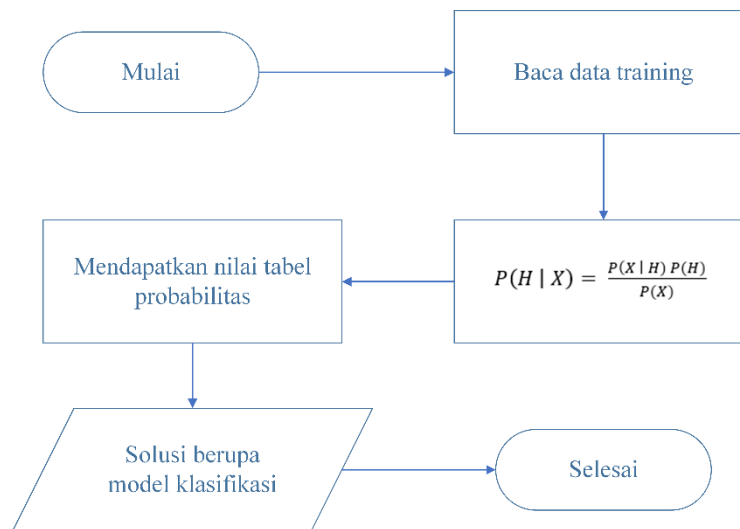 Mulai
Baca data training
P(H | X) = P(X | H) P(H) / P(X)
Mendapatkan nilai tabel
probabilitas
Solusi berupa
model klasifikasi
Selesai